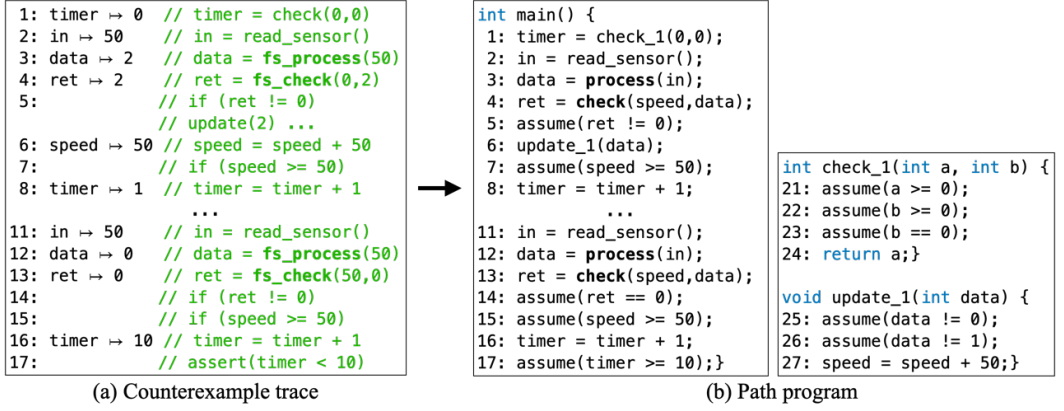 1: timer ↦ 0 // timer = check(0,0)
2: in ↦ 50 // in = read_sensor()
3: data ↦ 2 // data = fs_process(50)
4: ret ↦ 2 // ret = fs_check(0,2)
5: // if (ret != 0)
// update(2) ...
6: speed ↦ 50 // speed = speed + 50
7: // if (speed >= 50)
8: timer ↦ 1 // timer = timer + 1
...
11: in ↦ 50 // in = read_sensor()
12: data ↦ 0 // data = fs_process(50)
13: ret ↦ 0 // ret = fs_check(50,0)
14: // if (ret != 0)
15: // if (speed >= 50)
16: timer ↦ 10 // timer = timer + 1
17: // assert(timer < 10)
(a) Counterexample trace
int main() {
1: timer = check_1(0,0);
2: in = read_sensor();
3: data = process(in);
4: ret = check(speed,data);
5: assume(ret != 0);
6: update_1(data);
7: assume(speed >= 50);
8: timer = timer + 1;
...
11: in = read_sensor();
12: data = process(in);
13: ret = check(speed,data);
14: assume(ret == 0);
15: assume(speed >= 50);
16: timer = timer + 1;
17: assume(timer >= 10);}
int check_1(int a, int b) {
21: assume(a >= 0);
22: assume(b >= 0);
23: assume(b == 0);
24: return a;}
void update_1(int data) {
25: assume(data != 0);
26: assume(data != 1);
27: speed = speed + 50;}
(b) Path program